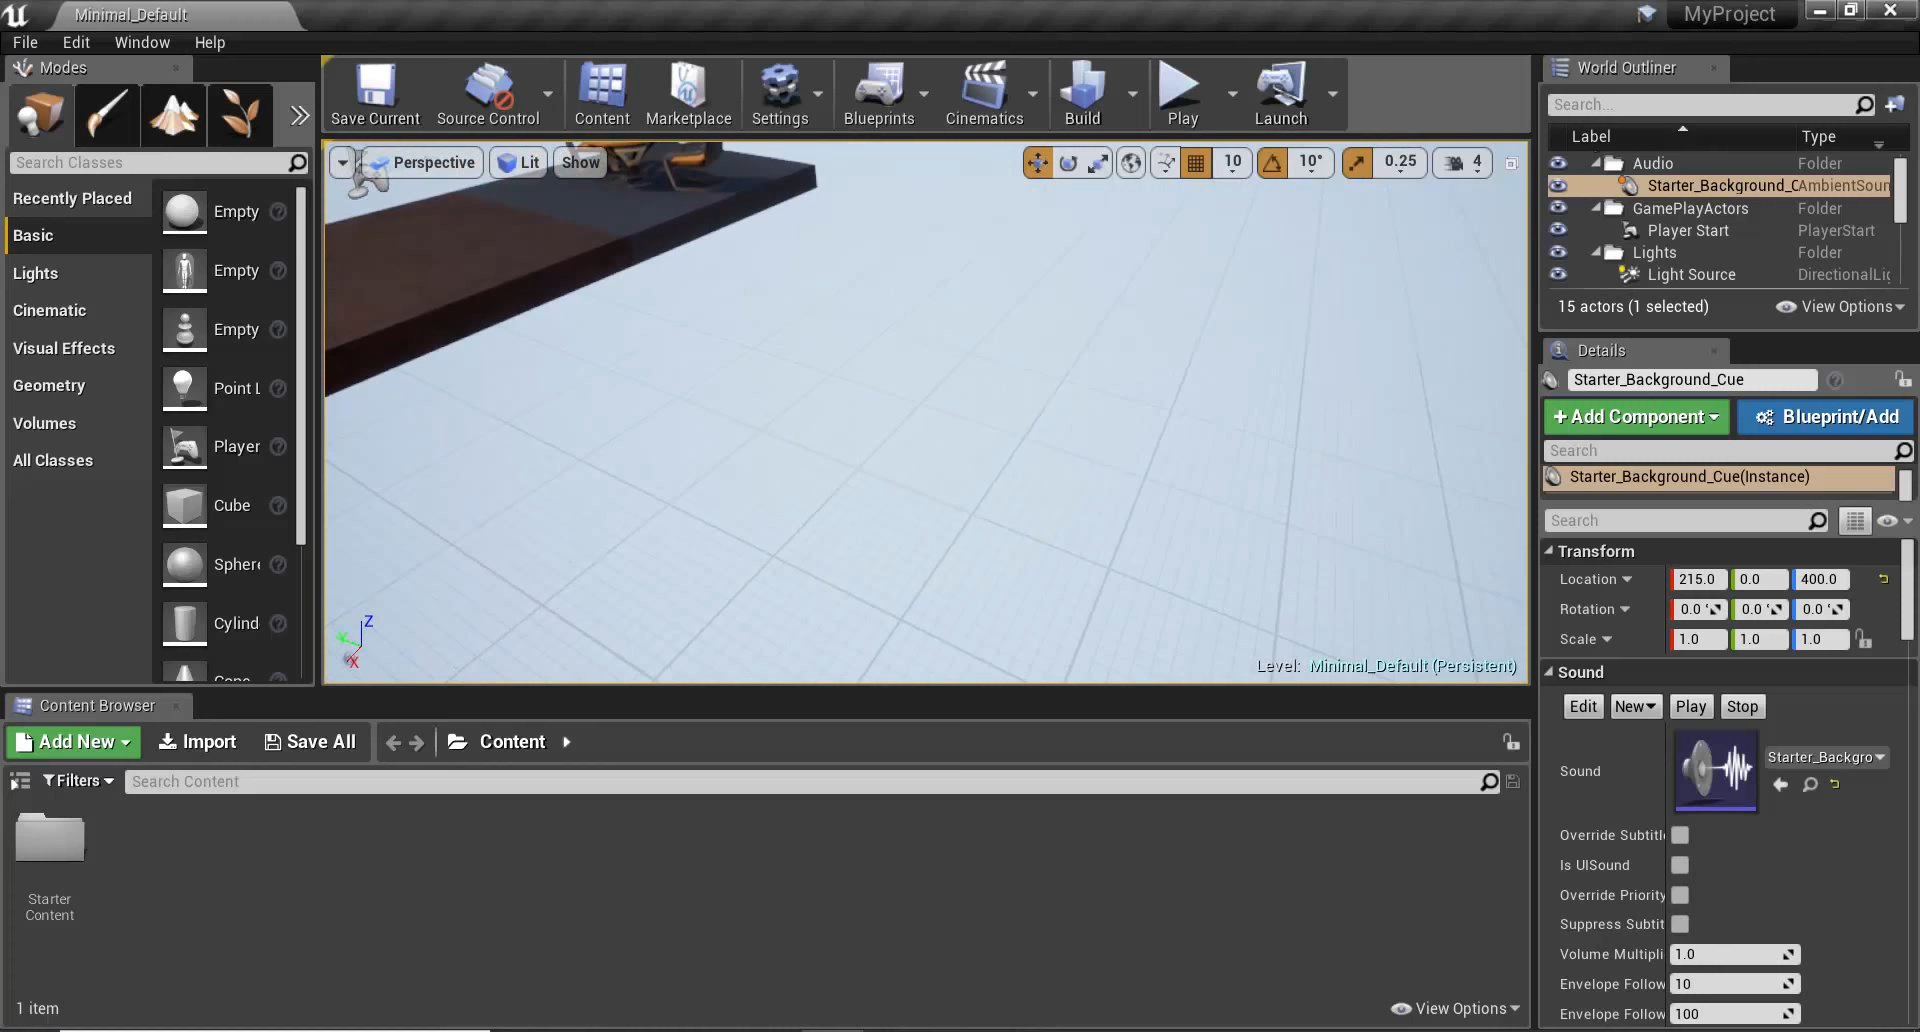 Minimal_Default
MyProject
File Edit Window Help
Modes
Search Classes
Recently Placed
Basic
Lights
Cinematic
Visual Effects
Geometry
Volumes
All Classes
Empty
Empty
Empty
Point L
Player
Cube
Sphere
Cylind
Cone
Save Current
Source Control
Content
Marketplace
Settings
Blueprints
Cinematics
Build
Play
Launch
Perspective
Lit
Show
10
10°
0.25
4
Z
Y
X
Level: Minimal_Default (Persistent)
World Outliner
Search...
Label Type
Audio Folder
Starter_Background_C AmbientSoun
GamePlayActors Folder
Player Start PlayerStart
Lights Folder
Light Source DirectionalLig
15 actors (1 selected)
View Options
Details
Starter_Background_Cue
+ Add Component
Blueprint/Add
Search
Starter_Background_Cue(Instance)
Search
Transform
Location 215.0 0.0 400.0
Rotation 0.0 ° 0.0 ° 0.0 °
Scale 1.0 1.0 1.0
Sound
Edit New Play Stop
Sound
Starter_Backgro
Override Subtitle
Is UISound
Override Priority
Suppress Subtit
Volume Multipli 1.0
Envelope Follow 10
Envelope Follow 100
Content Browser
Add New
Import
Save All
Content
Filters
Search Content
Starter
Content
1 item
View Options